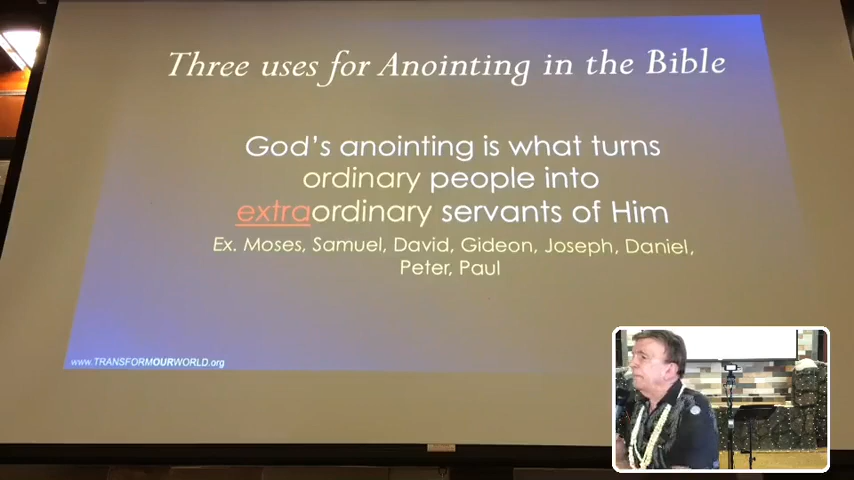 Three uses for Anointing in the Bible
God's anointing is what turns
ordinary people into
extraordinary servants of Him
Ex. Moses, Samuel, David, Gideon, Joseph, Daniel,
Peter, Paul
www.TRANSFORMOURWORLD.org